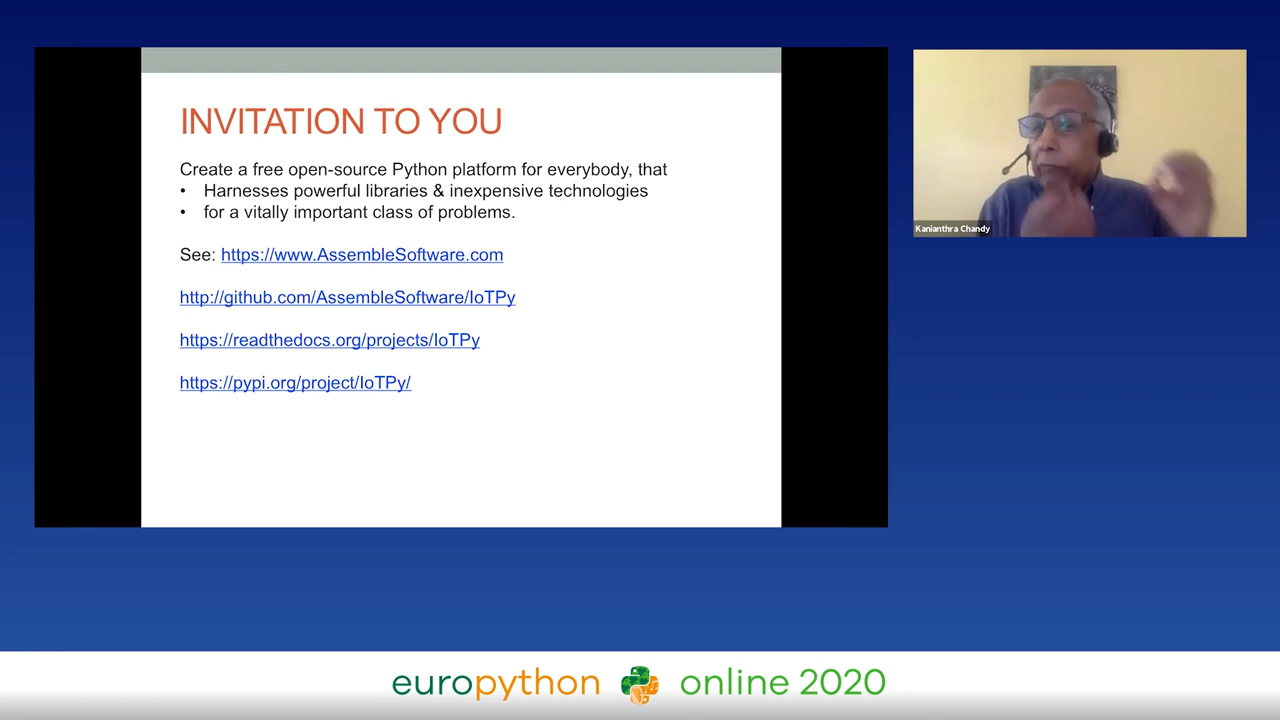 INVITATION TO YOU
Create a free open-source Python platform for everybody, that
• Harnesses powerful libraries & inexpensive technologies
• for a vitally important class of problems.
See: https://www.AssembleSoftware.com
http://github.com/AssembleSoftware/IoTPy
https://readthedocs.org/projects/IoTPy
https://pypi.org/project/IoTPy/
Kanianthra Chandy
europython online 2020